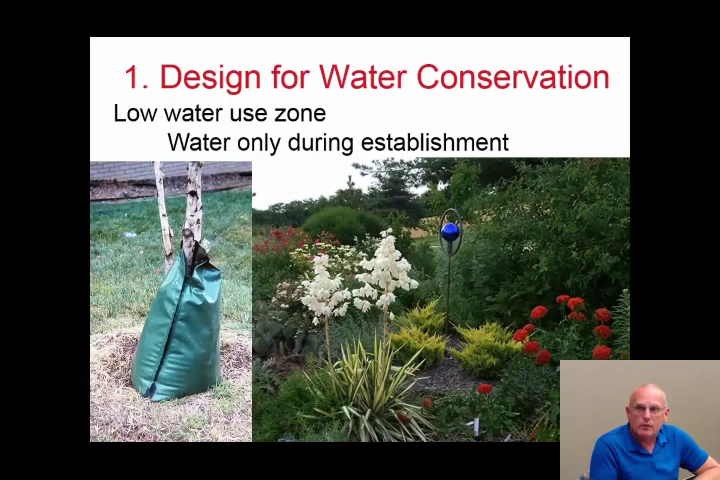 1. Design for Water Conservation
Low water use zone
Water only during establishment